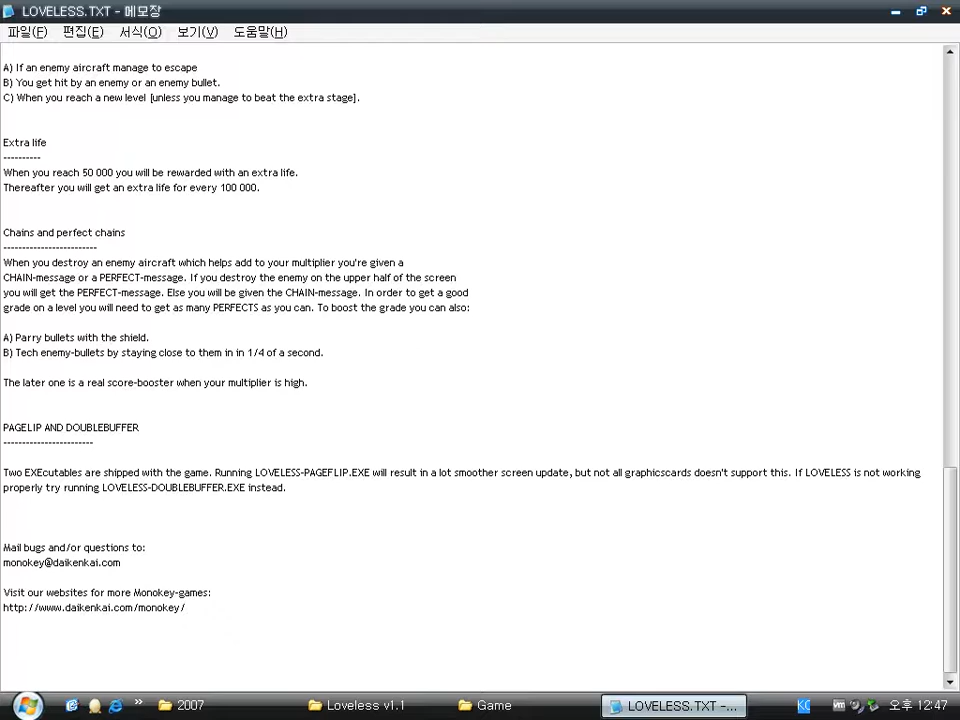 LOVELESS.TXT - 메모장
파일(F) 편집(E) 서식(O) 보기(V) 도움말(H)
A) If an enemy aircraft manage to escape
B) You get hit by an enemy or an enemy bullet.
C) When you reach a new level [unless you manage to beat the extra stage].
Extra life
----------
When you reach 50 000 you will be rewarded with an extra life.
Thereafter you will get an extra life for every 100 000.
Chains and perfect chains
-------------------------
When you destroy an enemy aircraft which helps add to your multiplier you're given a
CHAIN-message or a PERFECT-message. If you destroy the enemy on the upper half of the screen
you will get the PERFECT-message. Else you will be given the CHAIN-message. In order to get a good
grade on a level you will need to get as many PERFECTS as you can. To boost the grade you can also:
A) Parry bullets with the shield.
B) Tech enemy-bullets by staying close to them in in 1/4 of a second.
The later one is a real score-booster when your multiplier is high.
PAGELIP AND DOUBLEBUFFER
------------------------
Two EXEcutables are shipped with the game. Running LOVELESS-PAGEFLIP.EXE will result in a lot smoother screen update, but not all graphicscards doesn't support this. If LOVELESS is not working
properly try running LOVELESS-DOUBLEBUFFER.EXE instead.
Mail bugs and/or questions to:
monokey@daikenkai.com
Visit our websites for more Monokey-games:
http://www.daikenkai.com/monokey/
» 2007 Loveless v1.1 Game LOVELESS.TXT -... KC vm 오후 12:47